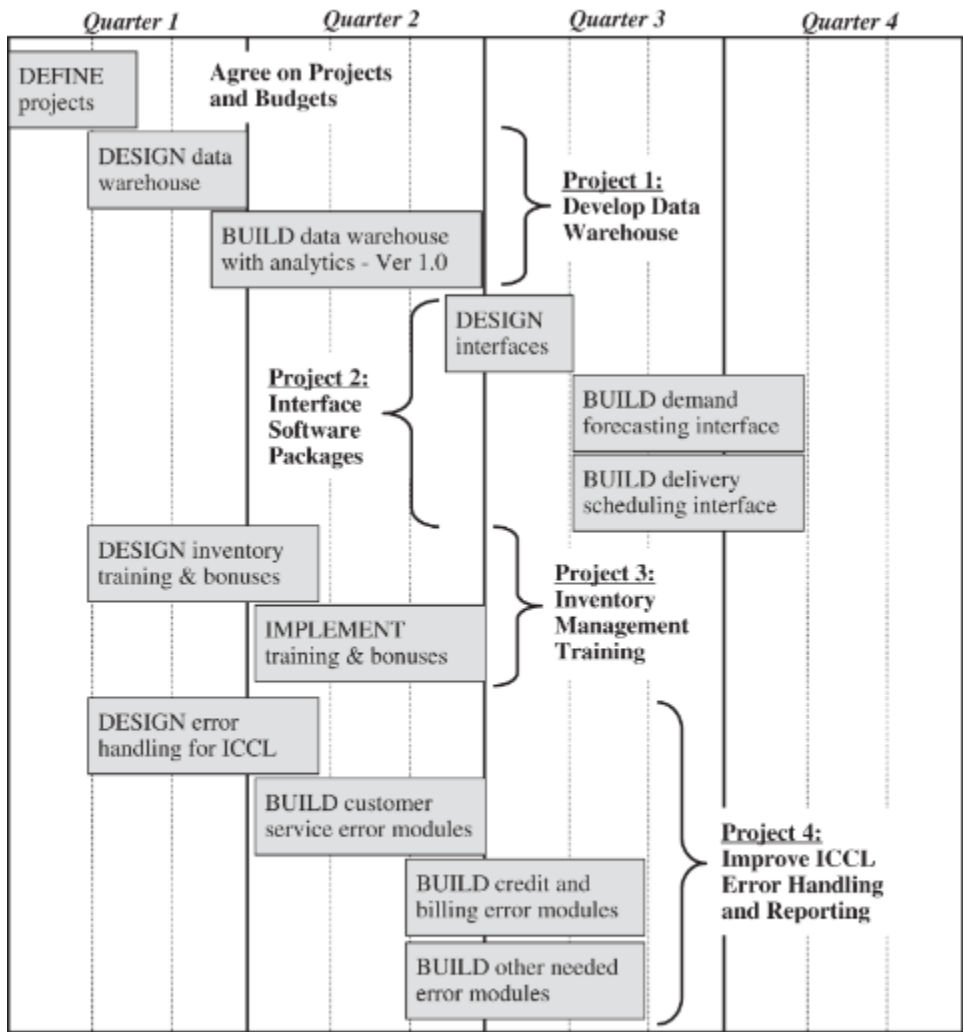 Quarter 1
Quarter 2
Quarter 3
Quarter 4
DEFINE
projects
Agree on Projects
and Budgets
DESIGN data
warehouse
BUILD data warehouse
with analytics - Ver 1.0
Project 1:
Develop Data
Warehouse
DESIGN
interfaces
BUILD demand
forecasting interface
BUILD delivery
scheduling interface
Project 2:
Interface
Software
Packages
DESIGN inventory
training & bonuses
IMPLEMENT
training & bonuses
Project 3:
Inventory
Management
Training
DESIGN error
handling for ICCL
BUILD customer
service error modules
BUILD credit and
billing error modules
BUILD other needed
error modules
Project 4:
Improve ICCL
Error Handling
and Reporting